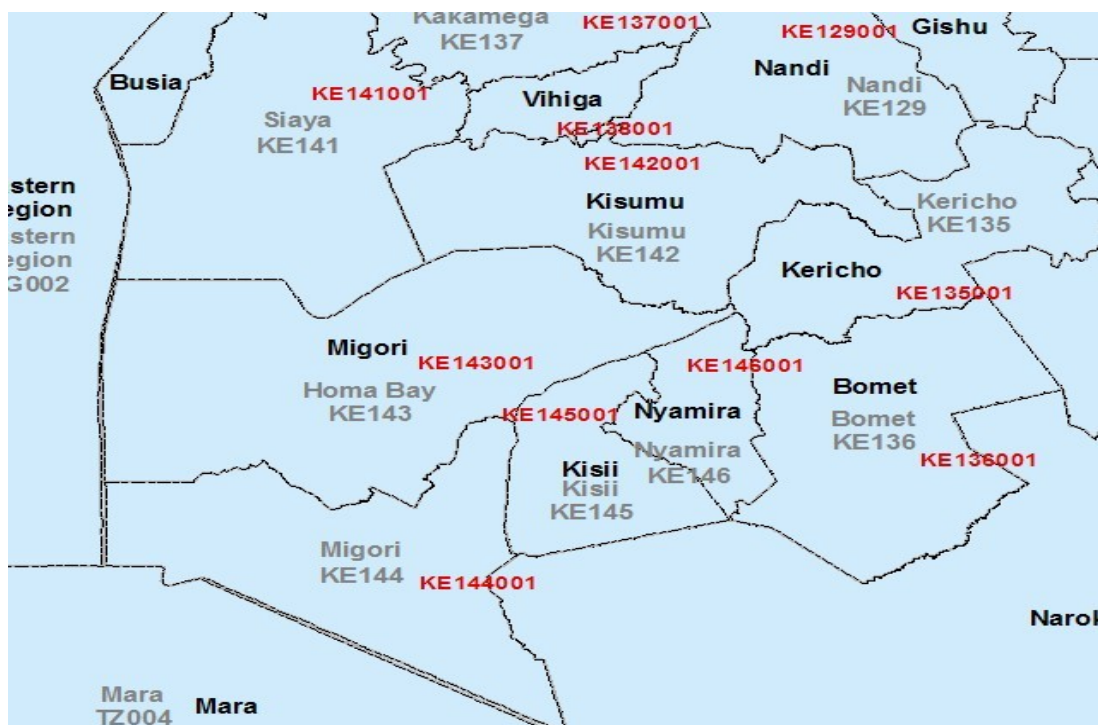 Kakamega
KE137
KE137001
KE129001
Gishu
Busia
Nandi
Nandi
KE129
KE141001
Vihiga
Siaya
KE141
KE138001
KE142001
stern
egion
stern
egion
G002
Kisumu
Kisumu
KE142
Kericho
KE135
Kericho
KE135001
Migori
KE143001
Homa Bay
KE143
KE146001
Bomet
Bomet
KE136
KE136001
KE145001
Nyamira
Nyamira
KE146
Kisii
Kisii
KE145
Migori
KE144
KE144001
Narok
Mara
TZ004
Mara